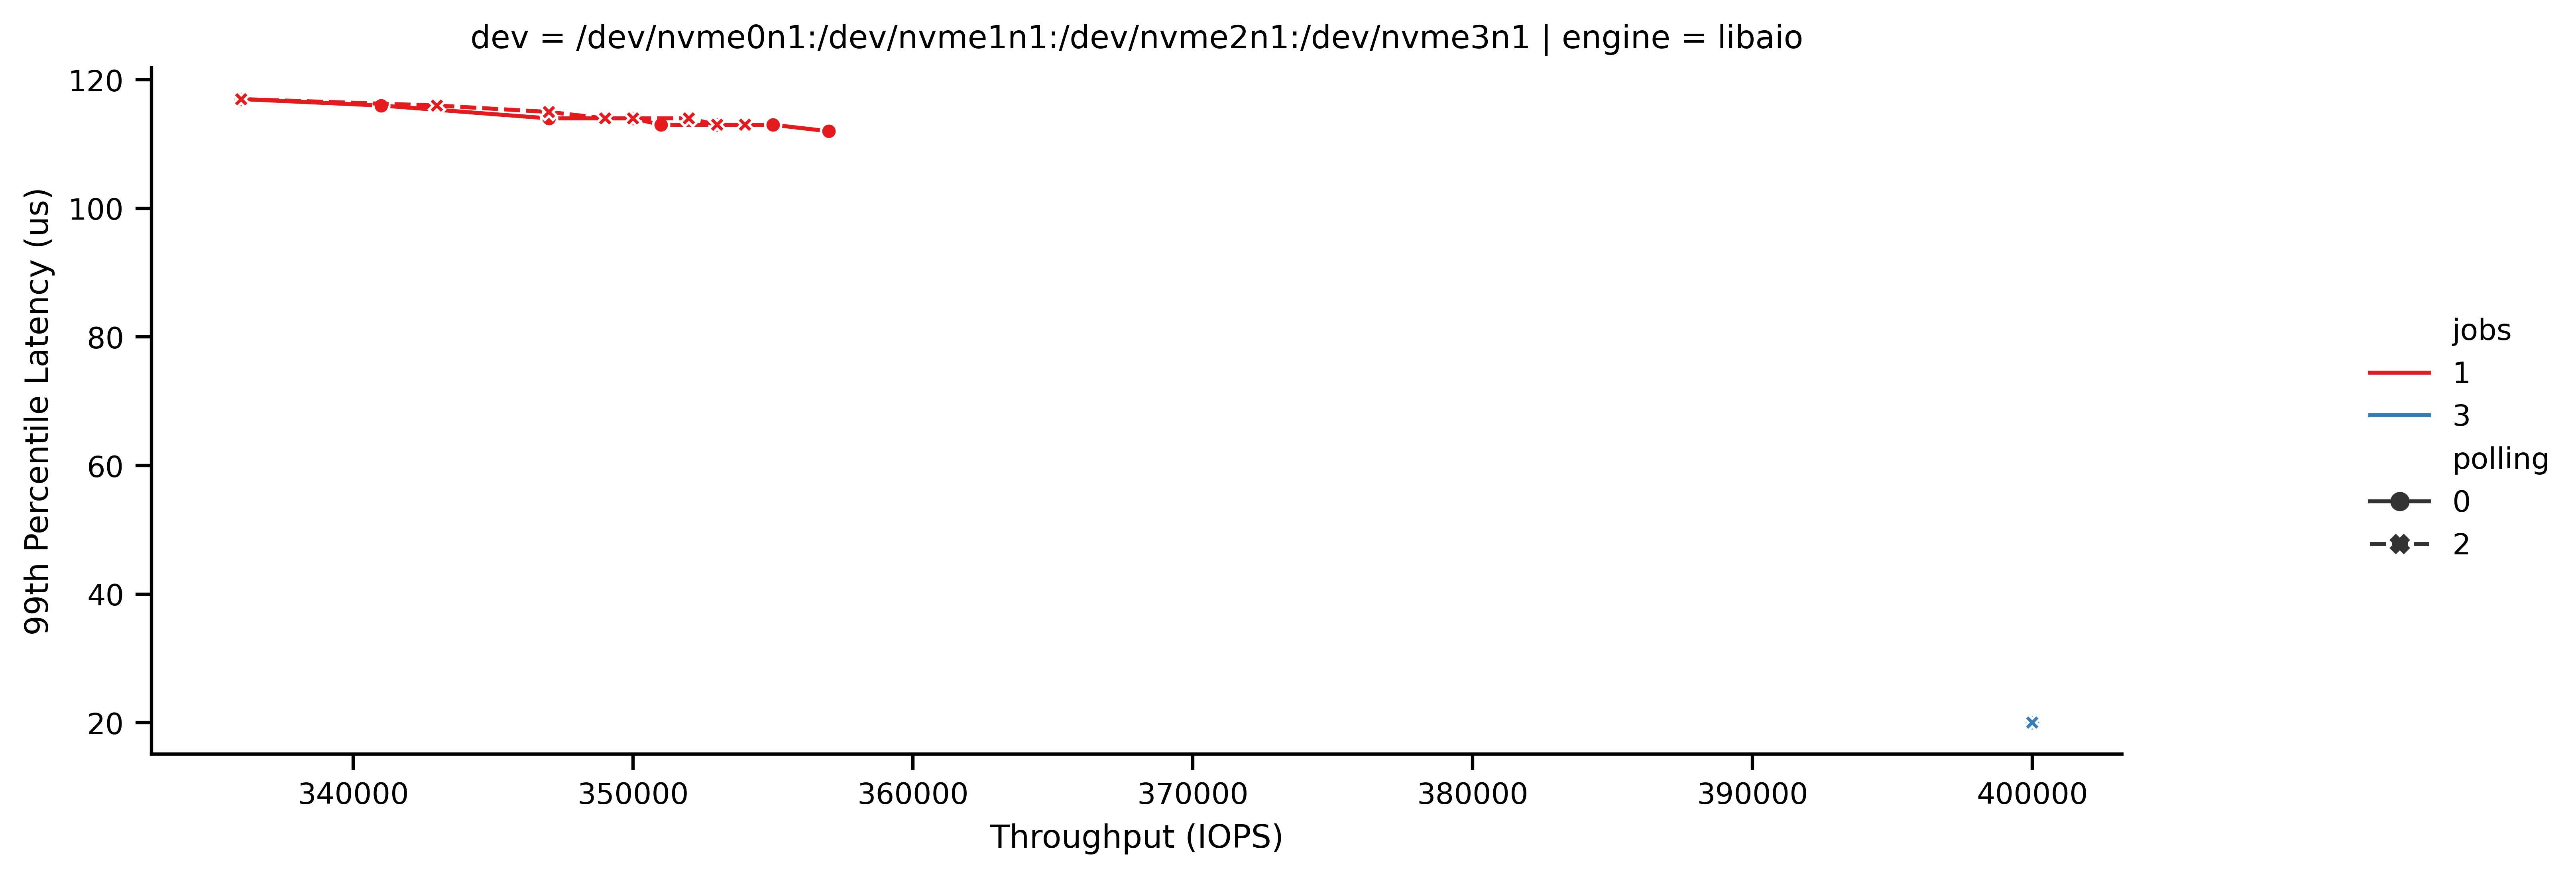 dev = /dev/nvme0n1:/dev/nvme1n1:/dev/nvme2n1:/dev/nvme3n1 | engine = libaio
120
100
80
60
40
20
99th Percentile Latency (us)
340000 350000 360000 370000 380000 390000 400000
Throughput (IOPS)
jobs
1
3
polling
0
2